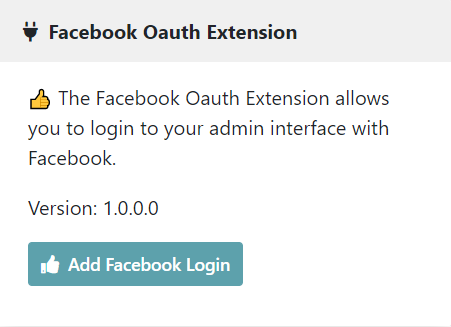 Facebook Oauth Extension
👍 The Facebook Oauth Extension allows
you to login to your admin interface with
Facebook.
Version: 1.0.0.0
Add Facebook Login